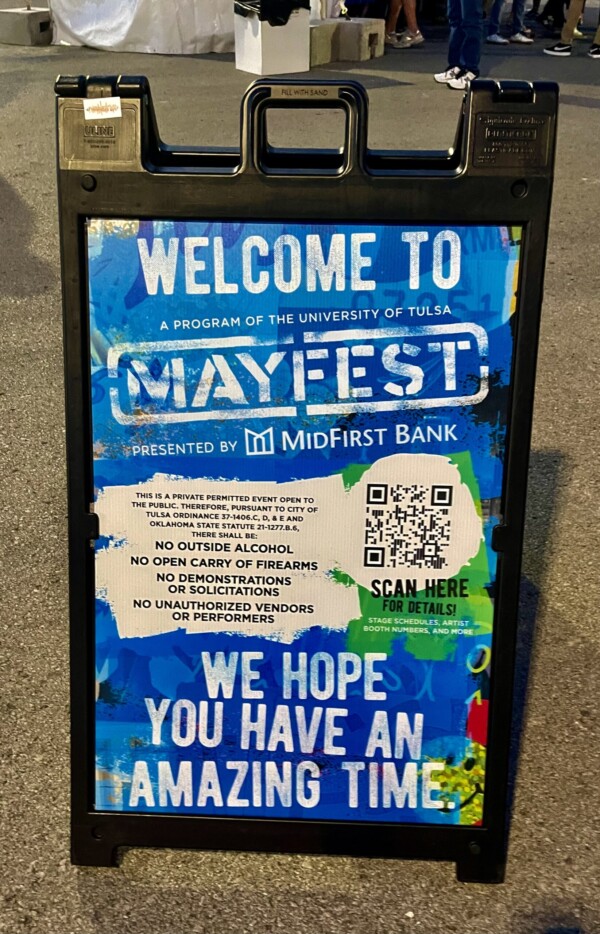 FILL WITH SAND
ULINE
WELCOME TO
A PROGRAM OF THE UNIVERSITY OF TULSA
MAYFEST
PRESENTED BY MIDFIRST BANK
THIS IS A PRIVATE PERMITTED EVENT OPEN TO
THE PUBLIC. THEREFORE, PURSUANT TO CITY OF
TULSA ORDINANCE 37-1406.C, D, & E AND
OKLAHOMA STATE STATUTE 21-1277.B.6,
THERE SHALL BE:
NO OUTSIDE ALCOHOL
NO OPEN CARRY OF FIREARMS
NO DEMONSTRATIONS
OR SOLICITATIONS
NO UNAUTHORIZED VENDORS
OR PERFORMERS
SCAN HERE
FOR DETAILS!
STAGE SCHEDULES, ARTIST
BOOTH NUMBERS, AND MORE
WE HOPE
YOU HAVE AN
AMAZING TIME.